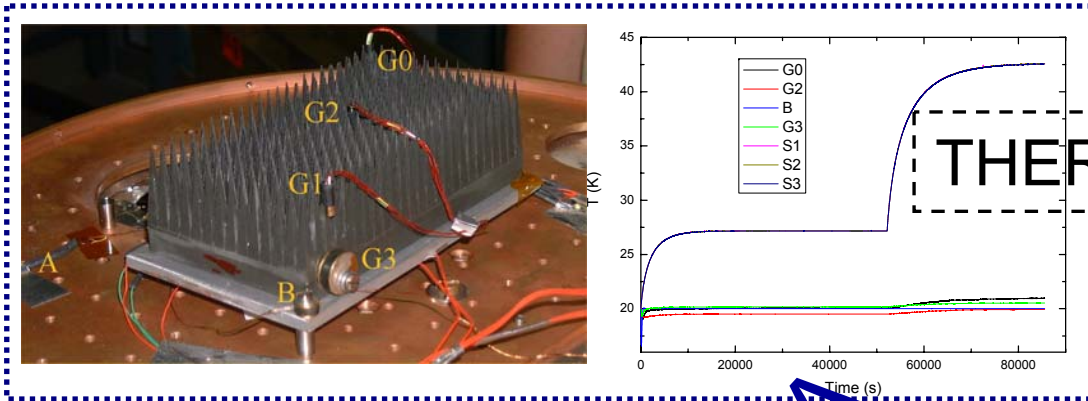 G0
G2
G1
G3
A
B
45
40
35
30
25
20
T (K)
G0
G2
B
G3
S1
S2
S3
THER
0
20000
40000
60000
80000
Time (s)